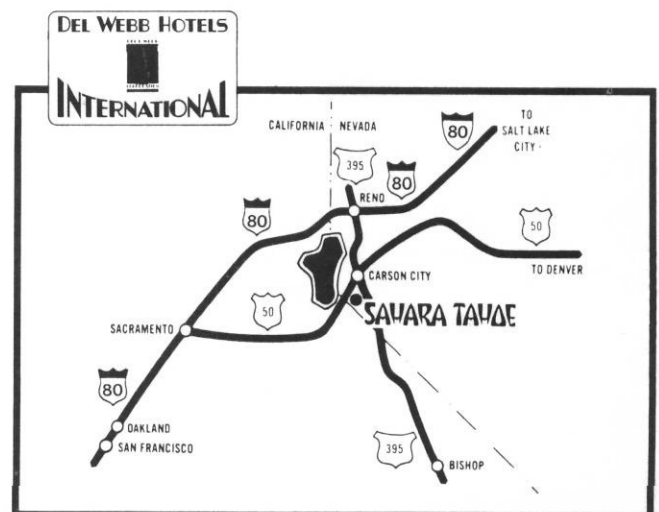 DEL WEBB HOTELS
INTERNATIONAL
CALIFORNIA NEVADA
TO
SALT LAKE
CITY
80
395
80
RENO
80
50
CARSON CITY
TO DENVER
50
SAHARA TAHOE
SACRAMENTO
80
OAKLAND
SAN FRANCISCO
395
BISHOP